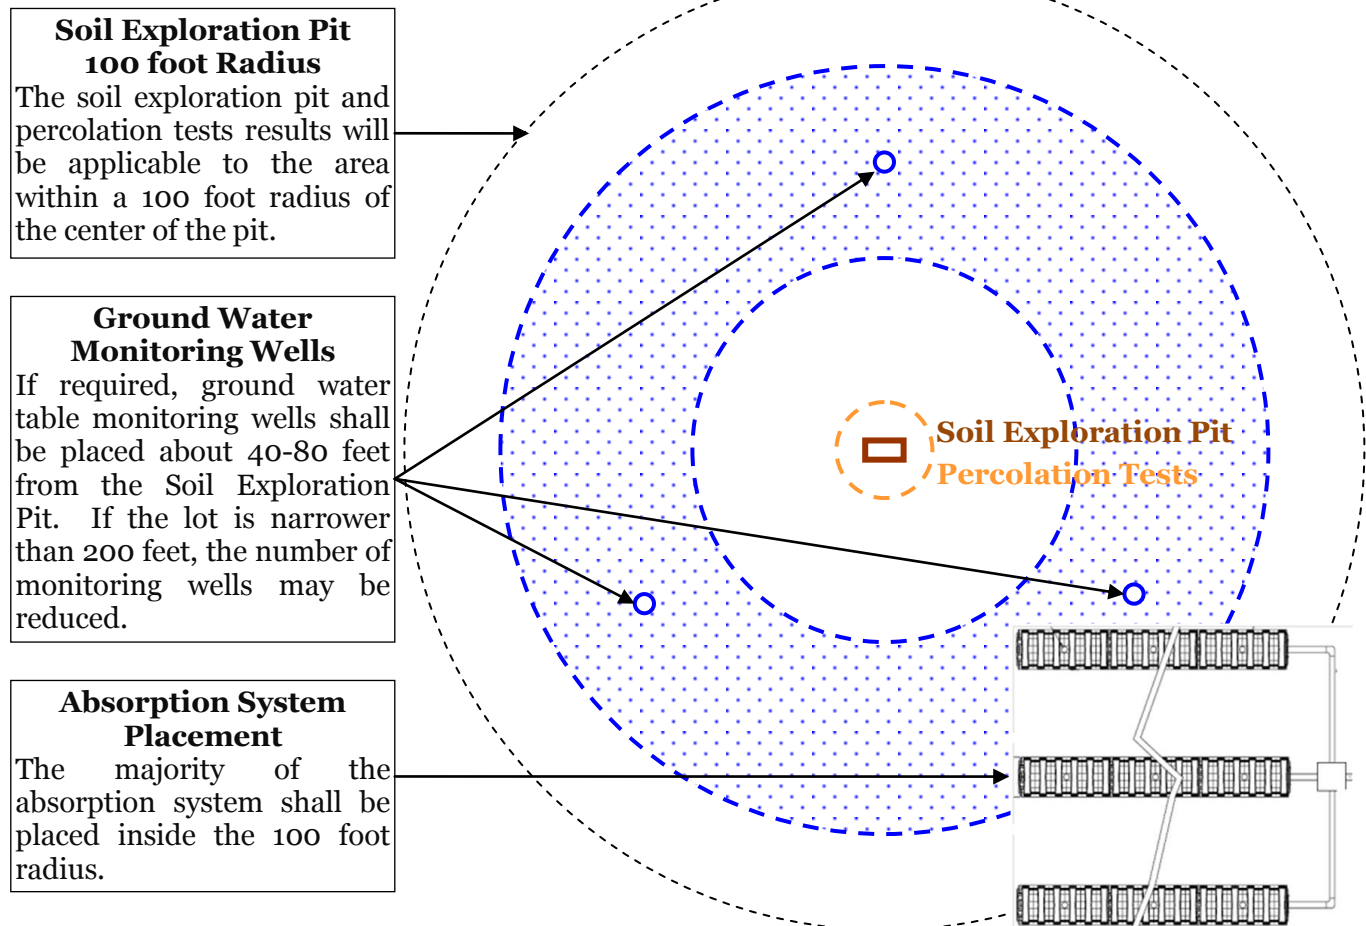 Soil Exploration Pit
100 foot Radius
The soil exploration pit and
percolation tests results will
be applicable to the area
within a 100 foot radius of
the center of the pit.
Ground Water
Monitoring Wells
If required, ground water
table monitoring wells shall
be placed about 40-80 feet
from the Soil Exploration
Pit. If the lot is narrower
than 200 feet, the number of
monitoring wells may be
reduced.
Absorption System
Placement
The majority of the
absorption system shall be
placed inside the 100 foot
radius.
Soil Exploration Pit
Percolation Tests